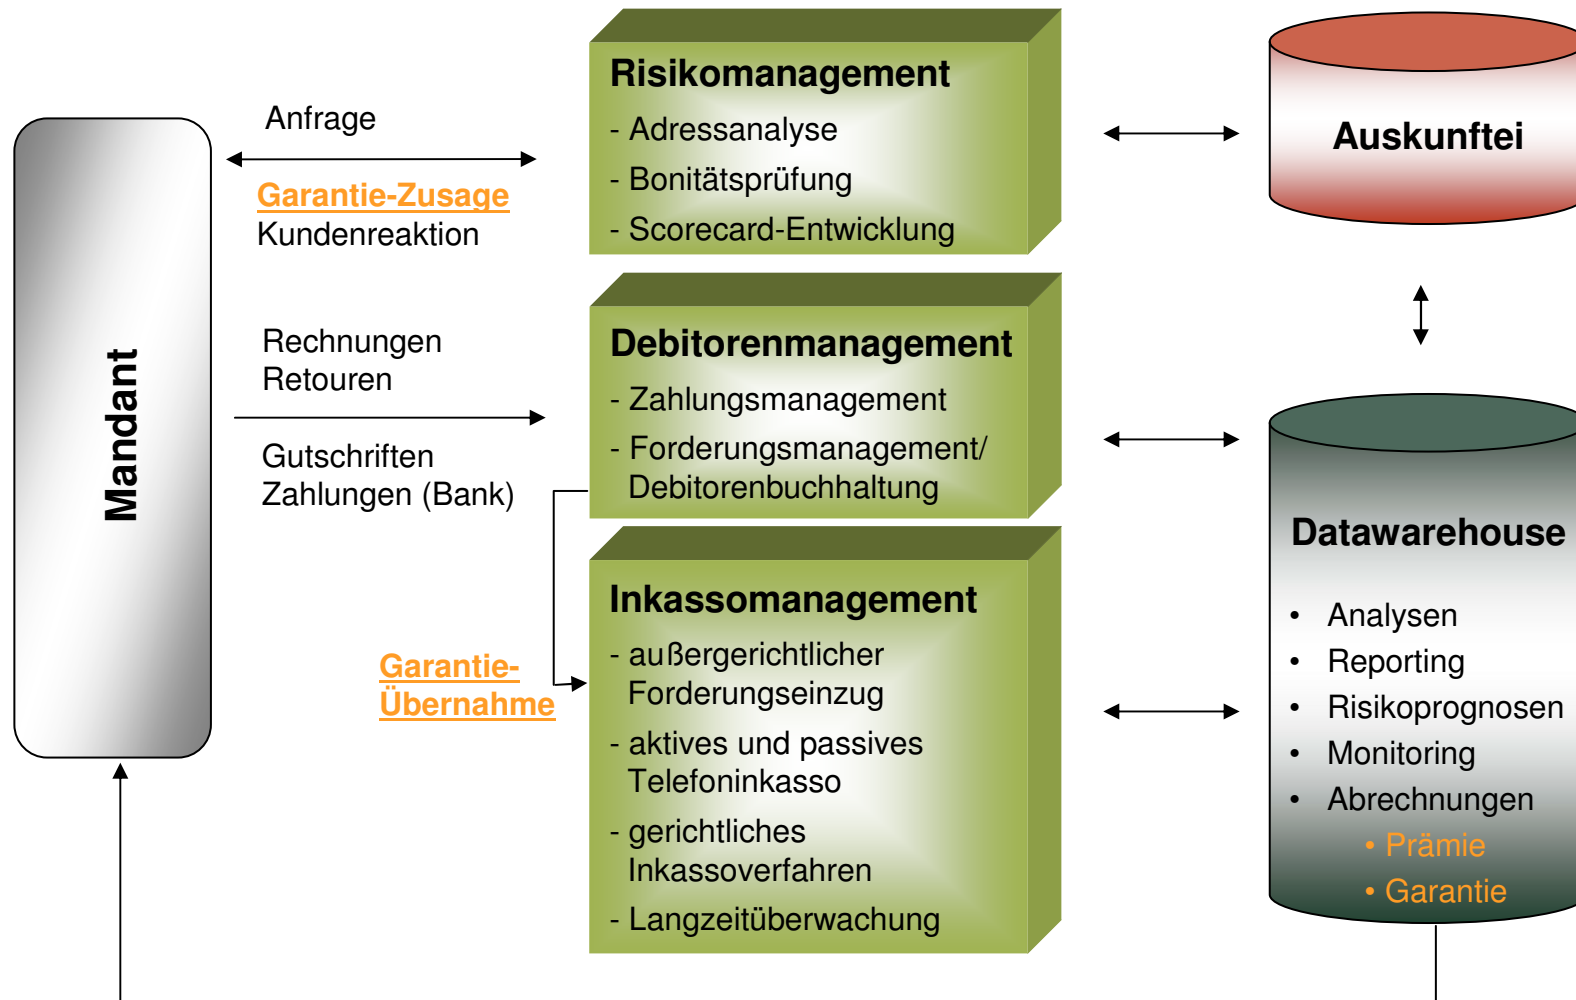 Mandant
Anfrage
Garantie-Zusage
Kundenreaktion
Rechnungen
Retouren
Gutschriften
Zahlungen (Bank)
Garantie-
Übernahme
Risikomanagement
- Adressanalyse
- Bonitätsprüfung
- Scorecard-Entwicklung
Debitorenmanagement
- Zahlungsmanagement
- Forderungsmanagement/
Debitorenbuchhaltung
Inkassomanagement
- außergerichtlicher
Forderungseinzug
- aktives und passives
Telefoninkasso
- gerichtliches
Inkassoverfahren
- Langzeitüberwachung
Auskunftei
Datawarehouse
• Analysen
• Reporting
• Risikoprognosen
• Monitoring
• Abrechnungen
• Prämie
• Garantie